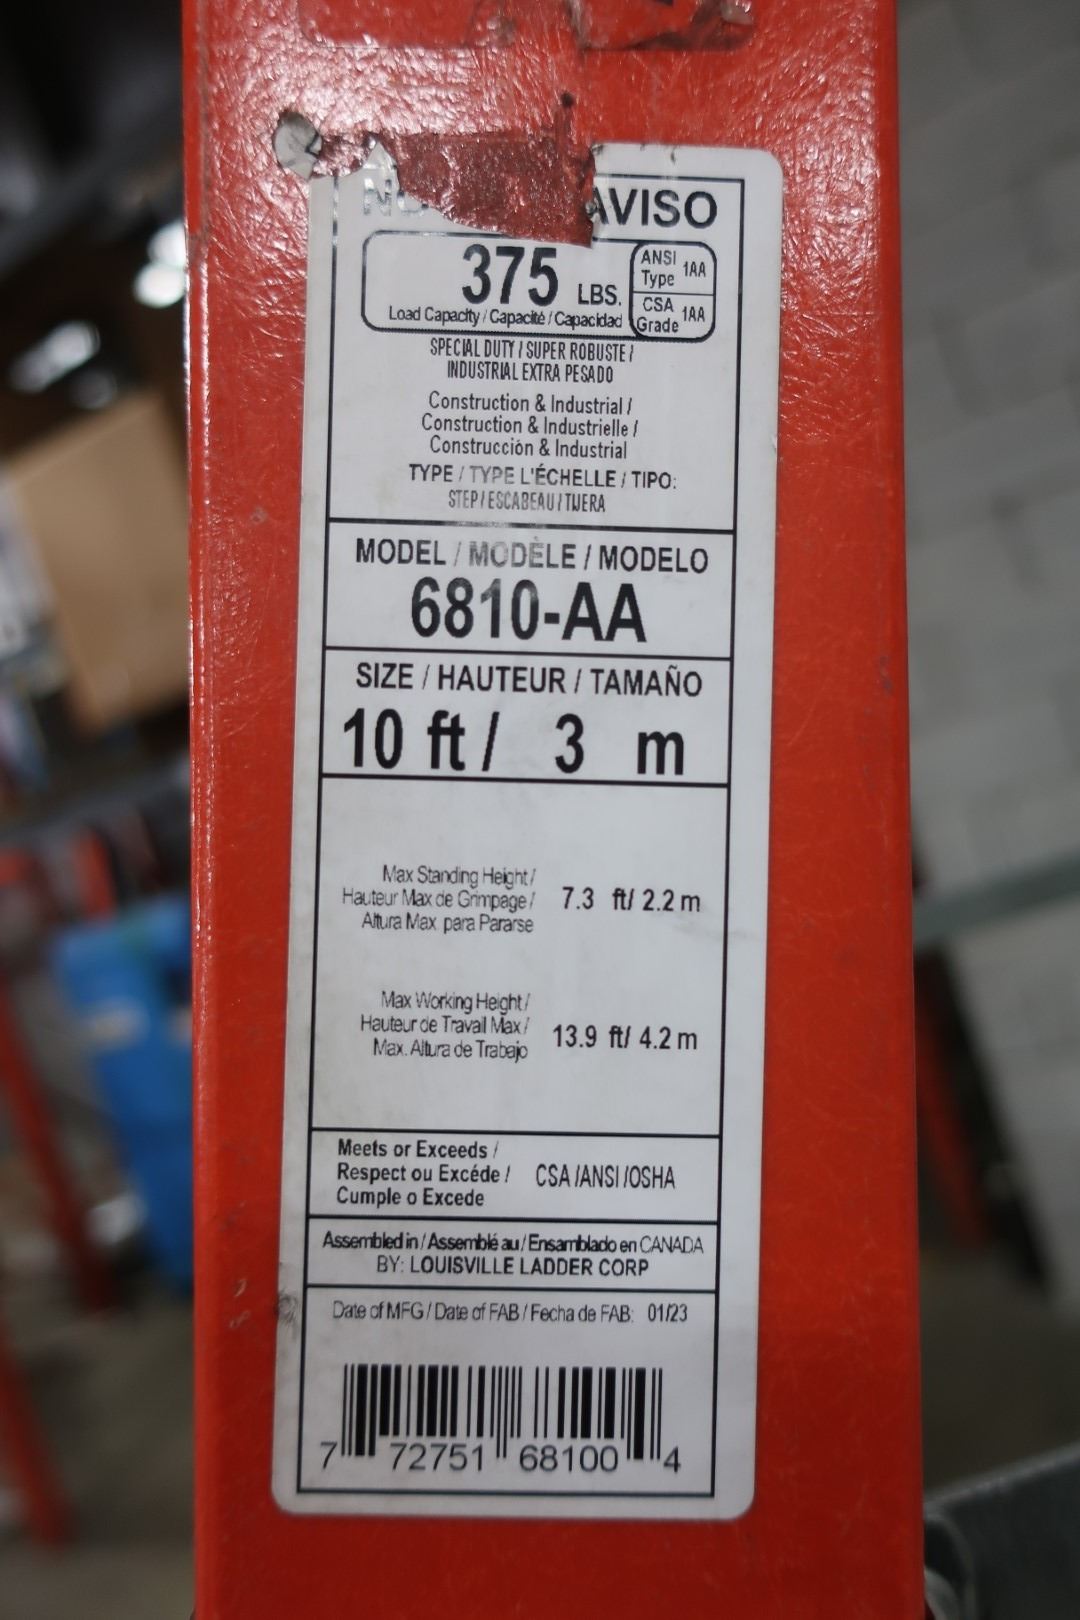 AVISO
375 LBS.
Load Capacity / Capacité / Capacidad
ANSI Type 1AA
CSA Grade 1AA
SPECIAL DUTY / SUPER ROBUSTE /
INDUSTRIAL EXTRA PESADO
Construction & Industrial /
Construction & Industrielle /
Construcción & Industrial
TYPE / TYPE L'ÉCHELLE / TIPO:
STEP / ESCABEAU / TIJERA
MODEL / MODÈLE / MODELO
6810-AA
SIZE / HAUTEUR / TAMAÑO
10 ft / 3 m
Max Standing Height /
Hauteur Max de Grimpage /
Altura Max para Pararse
7.3 ft/ 2.2 m
Max Working Height /
Hauteur de Travail Max /
Max. Altura de Trabajo
13.9 ft/ 4.2 m
Meets or Exceeds /
Respect ou Excéde /
Cumple o Excede
CSA /ANSI /OSHA
Assembled in / Assemblé au / Ensamblado en CANADA
BY: LOUISVILLE LADDER CORP
Date of MFG / Date of FAB / Fecha de FAB: 01/23
7 72751 68100 4